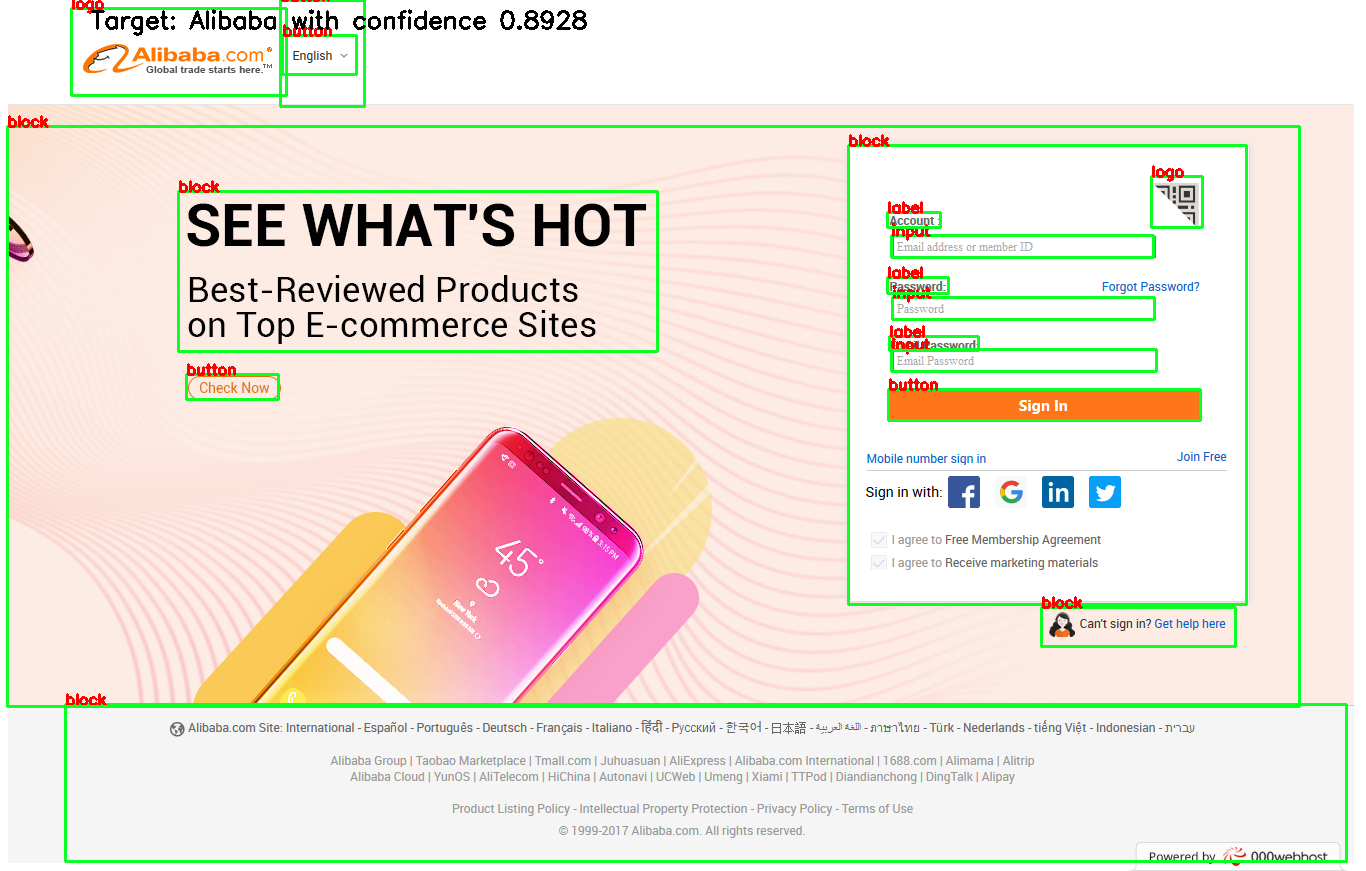 logo
Target: Alibaba with confidence 0.8928
button
button
Alibaba.com®
Global trade starts here.™
English
block
block
logo
block
SEE WHAT'S HOT
Best-Reviewed Products
on Top E-commerce Sites
button
Check Now
label
Account :
input
Email address or member ID
label
Password:
Forgot Password?
input
Password
label
Password:
input
Email Password
button
Sign In
Mobile number sign in
Join Free
Sign in with:
I agree to Free Membership Agreement
I agree to Receive marketing materials
block
Can't sign in? Get help here
45°
New York
block
Alibaba.com Site: International - Español - Português - Deutsch - Français - Italiano - हिंदी - Русский - 한국어 - 日本語 - اللغة العربية - ภาษาไทย - Türk - Nederlands - tiếng Việt - Indonesian - עברית
Alibaba Group | Taobao Marketplace | Tmall.com | Juhuasuan | AliExpress | Alibaba.com International | 1688.com | Alimama | Alitrip
Alibaba Cloud | YunOS | AliTelecom | HiChina | Autonavi | UCWeb | Umeng | Xiami | TTPod | Diandianchong | DingTalk | Alipay
Product Listing Policy - Intellectual Property Protection - Privacy Policy - Terms of Use
© 1999-2017 Alibaba.com. All rights reserved.
Powered by 000webhost